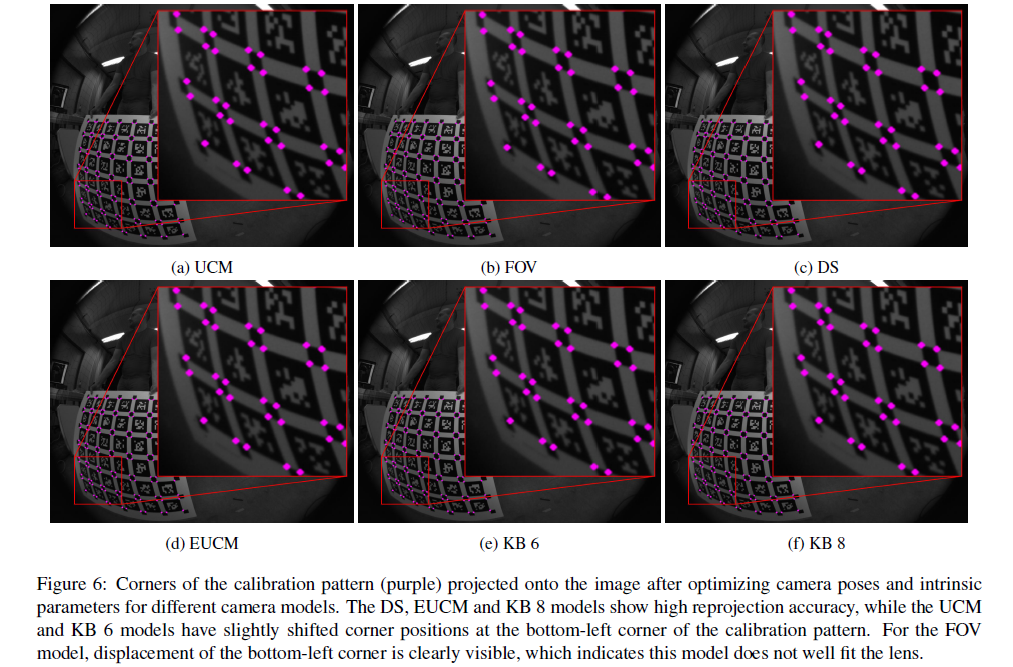 (a) UCM
(b) FOV
(c) DS
(d) EUCM
(e) KB 6
(f) KB 8
Figure 6: Corners of the calibration pattern (purple) projected onto the image after optimizing camera poses and intrinsic
parameters for different camera models. The DS, EUCM and KB 8 models show high reprojection accuracy, while the UCM
and KB 6 models have slightly shifted corner positions at the bottom-left corner of the calibration pattern. For the FOV
model, displacement of the bottom-left corner is clearly visible, which indicates this model does not well fit the lens.